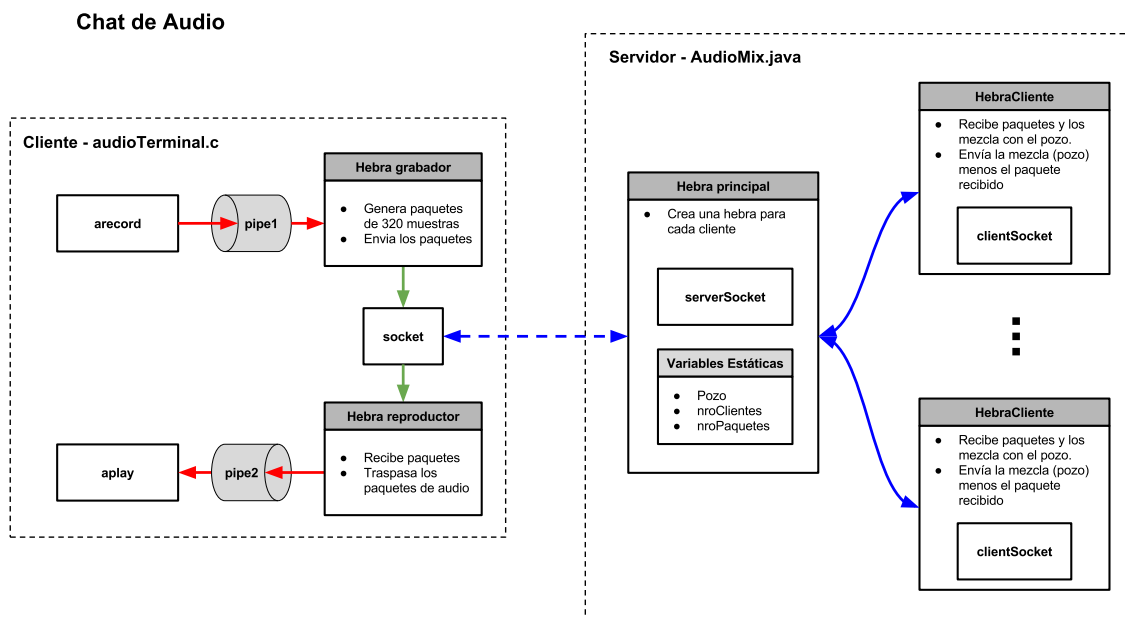 Chat de Audio
Cliente - audioTerminal.c
arecord
pipe1
Hebra grabador
● Genera paquetes
de 320 muestras
● Envia los paquetes
socket
Hebra reproductor
● Recibe paquetes
● Traspasa los
paquetes de audio
pipe2
aplay
Servidor - AudioMix.java
Hebra principal
● Crea una hebra para
cada cliente
serverSocket
Variables Estáticas
● Pozo
● nroClientes
● nroPaquetes
HebraCliente
● Recibe paquetes y los
mezcla con el pozo.
● Envía la mezcla (pozo)
menos el paquete
recibido
clientSocket
HebraCliente
● Recibe paquetes y los
mezcla con el pozo.
● Envía la mezcla (pozo)
menos el paquete
recibido
clientSocket